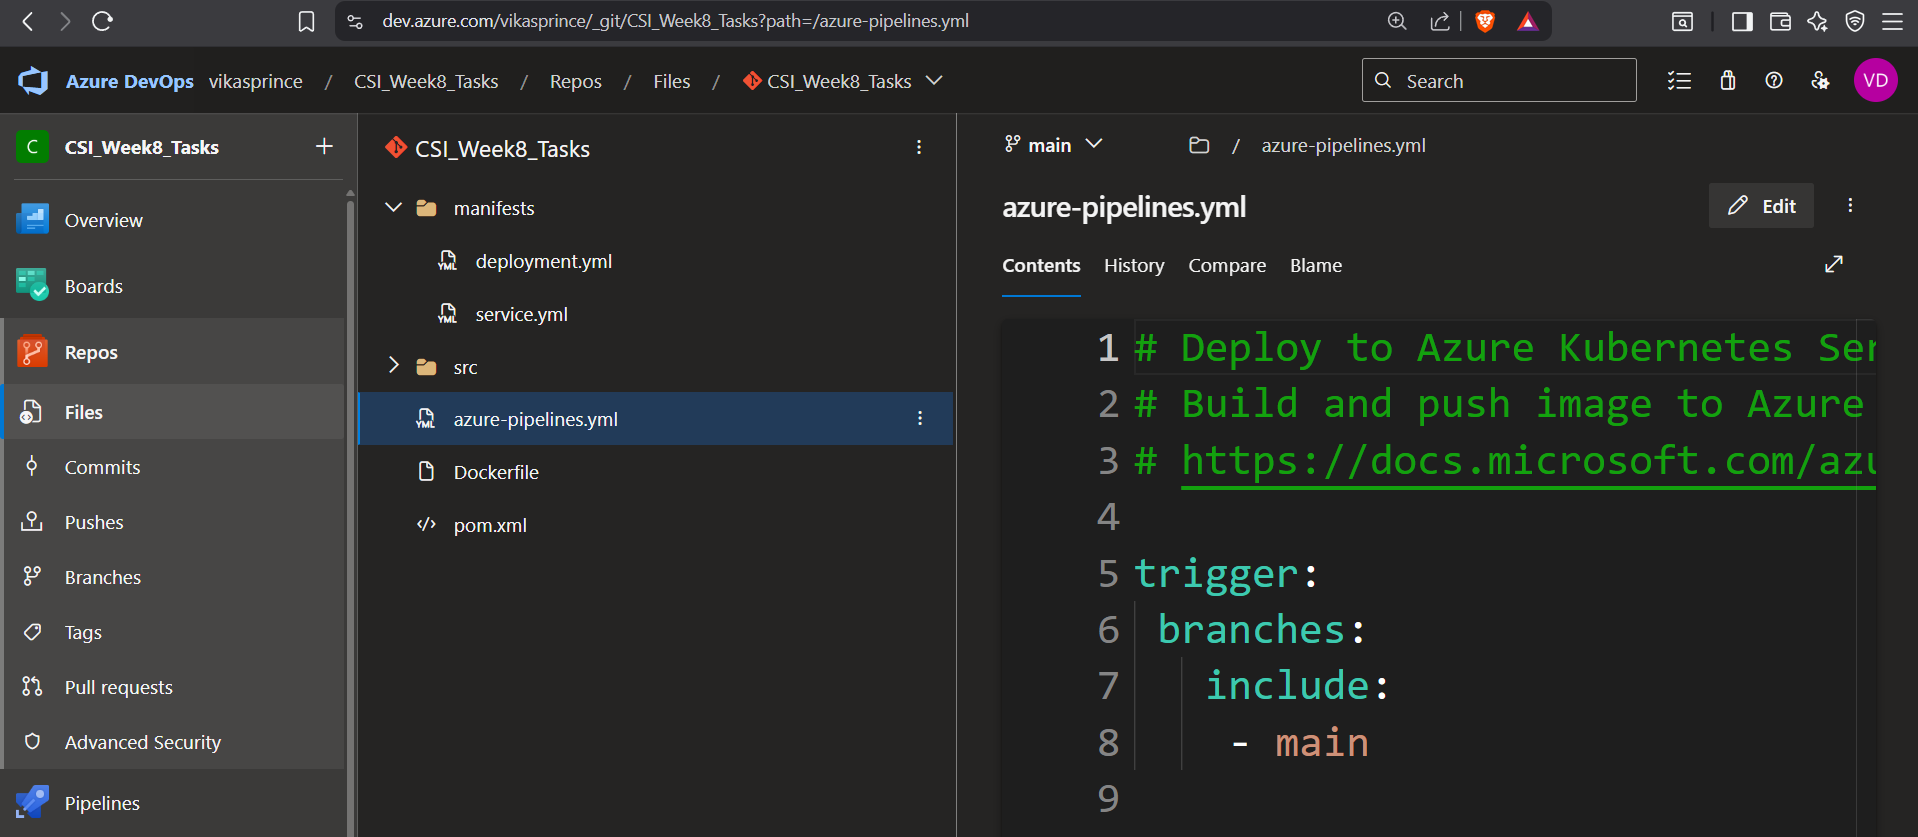 dev.azure.com/vikasprince/_git/CSI_Week8_Tasks?path=/azure-pipelines.yml
Azure DevOps vikasprince / CSI_Week8_Tasks / Repos / Files / CSI_Week8_Tasks
Search
VD
C CSI_Week8_Tasks +
Overview
Boards
Repos
Files
Commits
Pushes
Branches
Tags
Pull requests
Advanced Security
Pipelines
CSI_Week8_Tasks
manifests
YML deployment.yml
YML service.yml
src
YML azure-pipelines.yml
Dockerfile
</> pom.xml
main / azure-pipelines.yml
azure-pipelines.yml
Edit
Contents History Compare Blame
1 # Deploy to Azure Kubernetes Ser
2 # Build and push image to Azure
3 # https://docs.microsoft.com/azu
4
5 trigger:
6 branches:
7 include:
8 - main
9